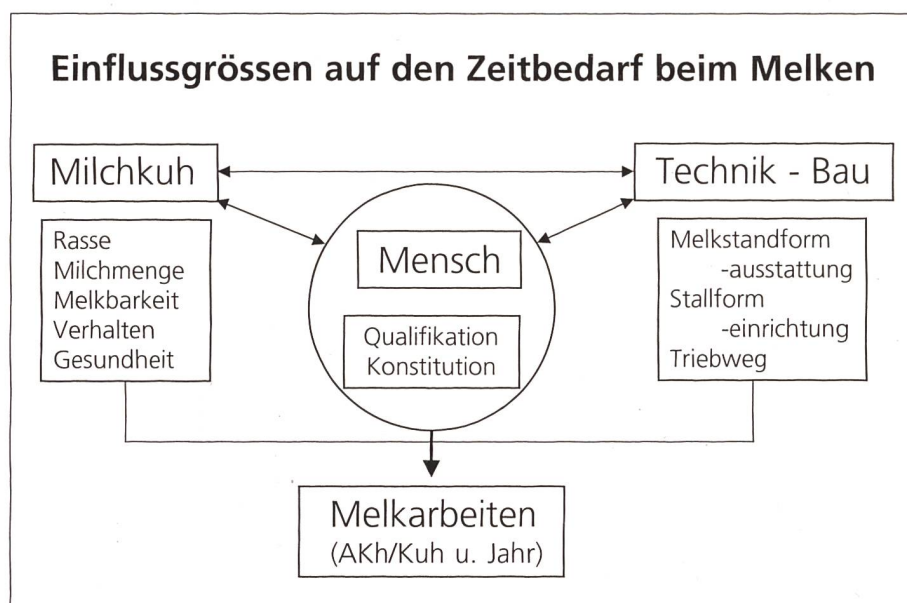 Einflussgrössen auf den Zeitbedarf beim Melken
Milchkuh
Technik - Bau
Rasse
Milchmenge
Melkbarkeit
Verhalten
Gesundheit
Mensch
Qualifikation
Konstitution
Melkstandform
-ausstattung
Stallform
-einrichtung
Triebweg
Melkarbeiten
(AKh/Kuh u. Jahr)